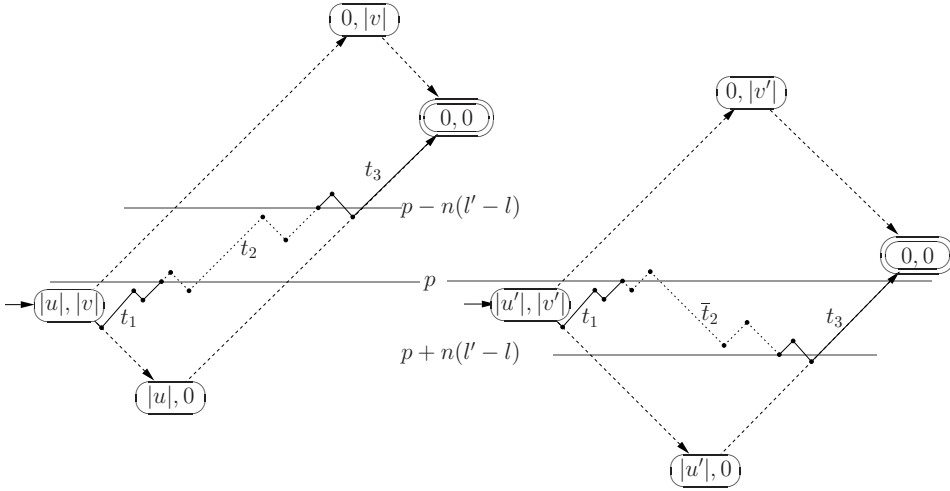 0, |v|
0, |v'|
0, 0
t₃
p − n(l' − l)
t₂
0, 0
p
|u|, |v|
t₁
|u'|, |v'|
t₁
t̅₂
t₃
p + n(l' − l)
|u|, 0
|u'|, 0